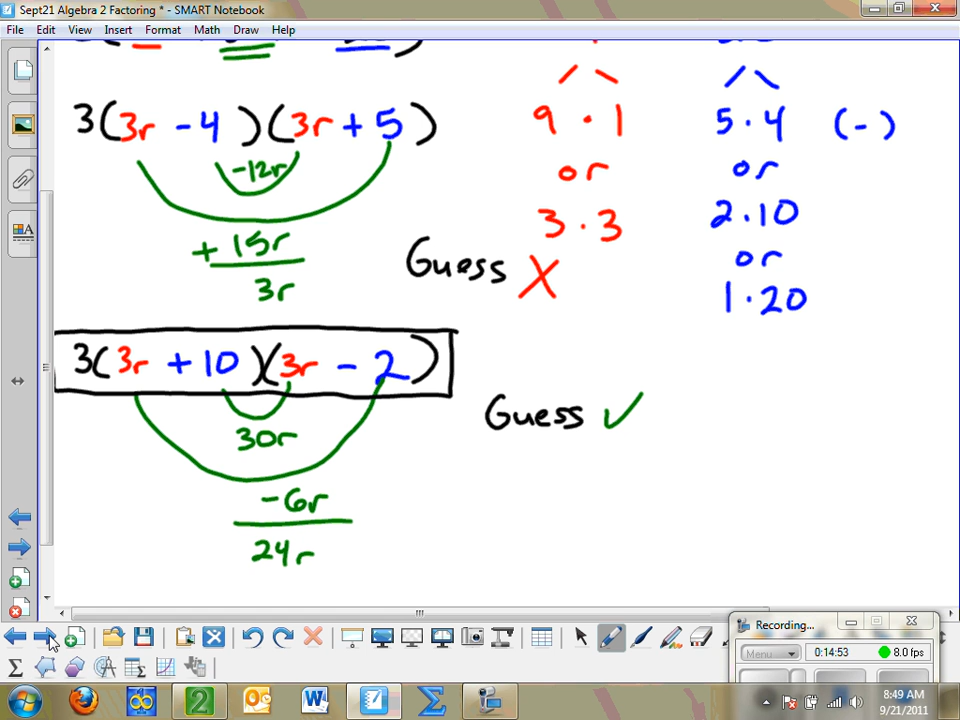 Sept21 Algebra 2 Factoring * - SMART Notebook
File Edit View Insert Format Math Draw Help
3(3r - 4)(3r + 5)
-12r
+ 15r
3r
Guess X
9 · 1
or
3 · 3
5 · 4 (-)
or
2 · 10
or
1 · 20
3(3r + 10)(3r - 2)
30r
-6r
24r
Guess ✓
Recording...
Menu
0:14:53
8.0 fps
8:49 AM
9/21/2011